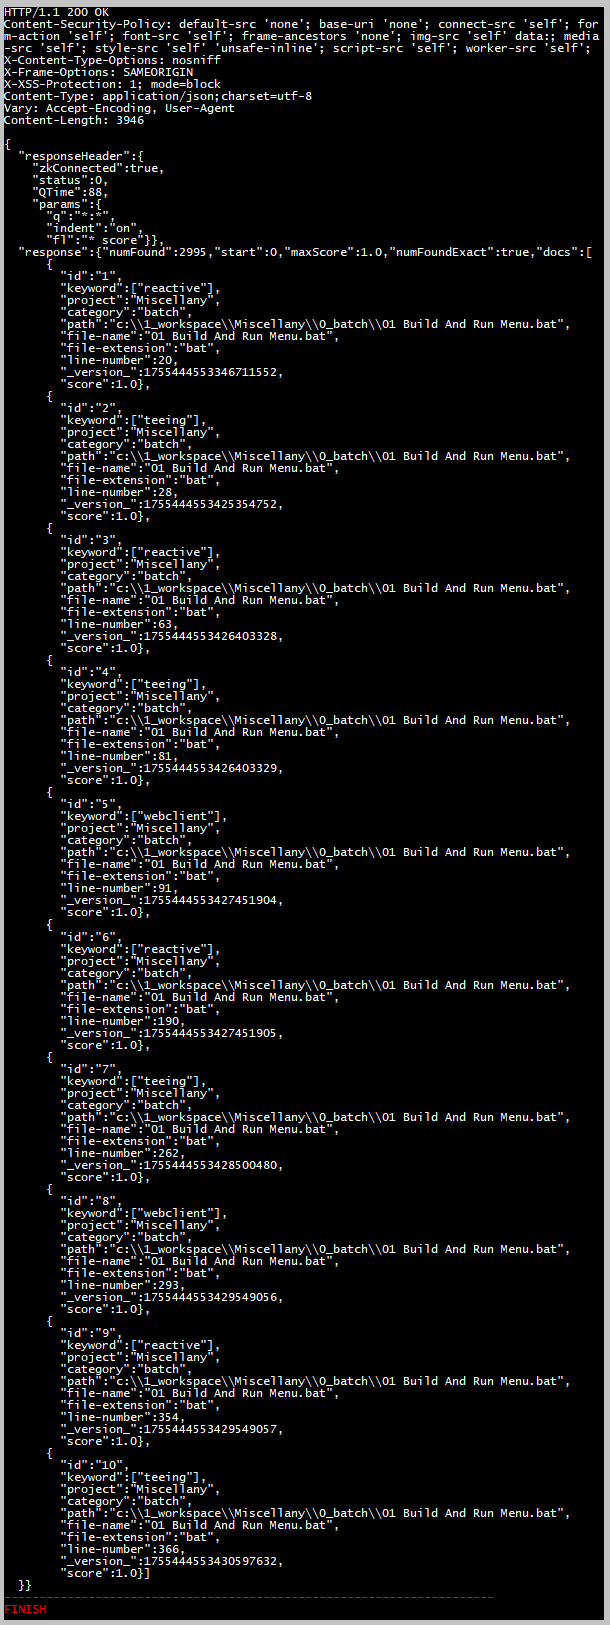 HTTP/1.1 200 OK
Content-Security-Policy: default-src 'none'; base-uri 'none'; connect-src 'self'; for
m-action 'self'; font-src 'self'; frame-ancestors 'none'; img-src 'self' data:; media
-src 'self'; style-src 'self' 'unsafe-inline'; script-src 'self'; worker-src 'self';
X-Content-Type-Options: nosniff
X-Frame-Options: SAMEORIGIN
X-XSS-Protection: 1; mode=block
Content-Type: application/json;charset=utf-8
Vary: Accept-Encoding, User-Agent
Content-Length: 3946

{
  "responseHeader":{
    "zkConnected":true,
    "status":0,
    "QTime":88,
    "params":{
      "q":"*:*",
      "indent":"on",
      "fl":"* score"}},
  "response":{"numFound":2995,"start":0,"maxScore":1.0,"numFoundExact":true,"docs":[
      {
        "id":"1",
        "keyword":["reactive"],
        "project":"Miscellany",
        "category":"batch",
        "path":"c:\\1_workspace\\Miscellany\\0_batch\\01 Build And Run Menu.bat",
        "file-name":"01 Build And Run Menu.bat",
        "file-extension":"bat",
        "line-number":20,
        "_version_":1755444553346711552,
        "score":1.0},
      {
        "id":"2",
        "keyword":["teeing"],
        "project":"Miscellany",
        "category":"batch",
        "path":"c:\\1_workspace\\Miscellany\\0_batch\\01 Build And Run Menu.bat",
        "file-name":"01 Build And Run Menu.bat",
        "file-extension":"bat",
        "line-number":28,
        "_version_":1755444553425354752,
        "score":1.0},
      {
        "id":"3",
        "keyword":["reactive"],
        "project":"Miscellany",
        "category":"batch",
        "path":"c:\\1_workspace\\Miscellany\\0_batch\\01 Build And Run Menu.bat",
        "file-name":"01 Build And Run Menu.bat",
        "file-extension":"bat",
        "line-number":63,
        "_version_":1755444553426403328,
        "score":1.0},
      {
        "id":"4",
        "keyword":["teeing"],
        "project":"Miscellany",
        "category":"batch",
        "path":"c:\\1_workspace\\Miscellany\\0_batch\\01 Build And Run Menu.bat",
        "file-name":"01 Build And Run Menu.bat",
        "file-extension":"bat",
        "line-number":81,
        "_version_":1755444553426403329,
        "score":1.0},
      {
        "id":"5",
        "keyword":["webclient"],
        "project":"Miscellany",
        "category":"batch",
        "path":"c:\\1_workspace\\Miscellany\\0_batch\\01 Build And Run Menu.bat",
        "file-name":"01 Build And Run Menu.bat",
        "file-extension":"bat",
        "line-number":91,
        "_version_":1755444553427451904,
        "score":1.0},
      {
        "id":"6",
        "keyword":["reactive"],
        "project":"Miscellany",
        "category":"batch",
        "path":"c:\\1_workspace\\Miscellany\\0_batch\\01 Build And Run Menu.bat",
        "file-name":"01 Build And Run Menu.bat",
        "file-extension":"bat",
        "line-number":190,
        "_version_":1755444553427451905,
        "score":1.0},
      {
        "id":"7",
        "keyword":["teeing"],
        "project":"Miscellany",
        "category":"batch",
        "path":"c:\\1_workspace\\Miscellany\\0_batch\\01 Build And Run Menu.bat",
        "file-name":"01 Build And Run Menu.bat",
        "file-extension":"bat",
        "line-number":262,
        "_version_":1755444553428500480,
        "score":1.0},
      {
        "id":"8",
        "keyword":["webclient"],
        "project":"Miscellany",
        "category":"batch",
        "path":"c:\\1_workspace\\Miscellany\\0_batch\\01 Build And Run Menu.bat",
        "file-name":"01 Build And Run Menu.bat",
        "file-extension":"bat",
        "line-number":293,
        "_version_":1755444553429549056,
        "score":1.0},
      {
        "id":"9",
        "keyword":["reactive"],
        "project":"Miscellany",
        "category":"batch",
        "path":"c:\\1_workspace\\Miscellany\\0_batch\\01 Build And Run Menu.bat",
        "file-name":"01 Build And Run Menu.bat",
        "file-extension":"bat",
        "line-number":354,
        "_version_":1755444553429549057,
        "score":1.0},
      {
        "id":"10",
        "keyword":["teeing"],
        "project":"Miscellany",
        "category":"batch",
        "path":"c:\\1_workspace\\Miscellany\\0_batch\\01 Build And Run Menu.bat",
        "file-name":"01 Build And Run Menu.bat",
        "file-extension":"bat",
        "line-number":366,
        "_version_":1755444553430597632,
        "score":1.0}]
  }}
----------------------------------------------------------------------
FINISH